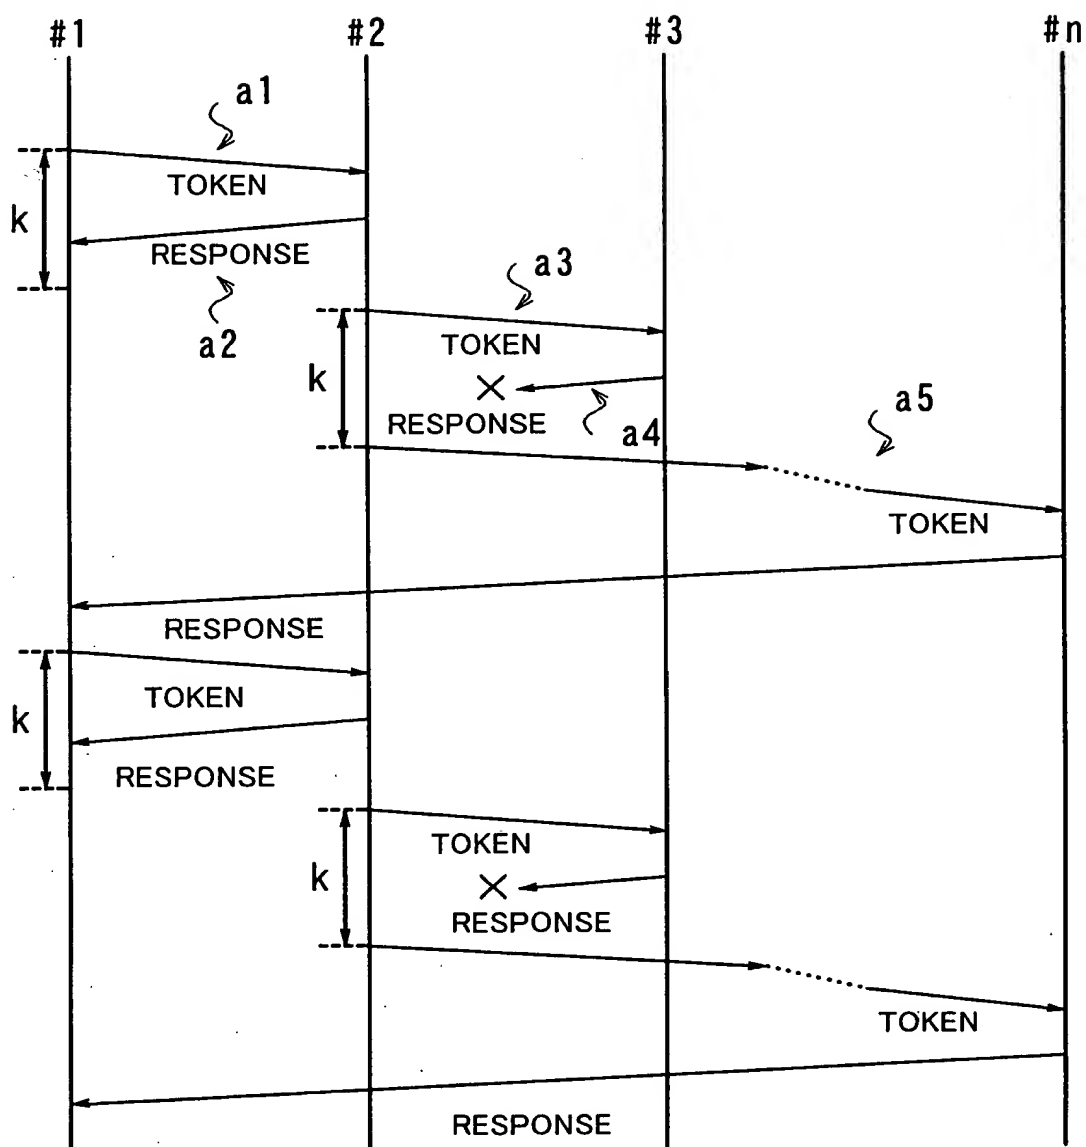 #1 #2 #3 #n
a1
TOKEN
k
RESPONSE
a2
a3
TOKEN
k
RESPONSE
a4
a5
TOKEN
RESPONSE
k
TOKEN
RESPONSE
TOKEN
k
RESPONSE
TOKEN
RESPONSE